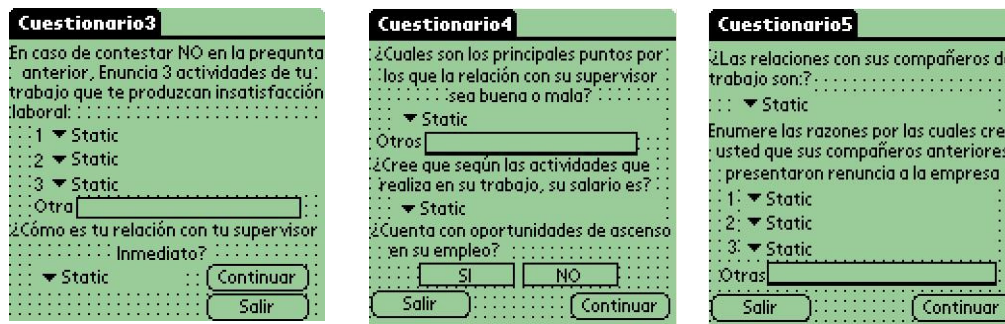 Cuestionario3
En caso de contestar NO en la pregunta
anterior, Enuncia 3 actividades de tu
trabajo que te produzcan insatisfacción
laboral:
1 Static
2 Static
3 Static
Otra
¿Cómo es tu relación con tu supervisor
Inmediato?
Static
Continuar
Salir
Cuestionario4
¿Cuales son los principales puntos por
los que la relación con su supervisor
sea buena o mala?
Static
Otros
¿Cree que según las actividades que
realiza en su trabajo, su salario es?
Static
¿Cuenta con oportunidades de ascenso
en su empleo?
SI NO
Salir Continuar
Cuestionario5
¿Las relaciones con sus compañeros d
trabajo son:?
Static
Enumere las razones por las cuales cre
usted que sus compañeros anteriores
presentaron renuncia a la empresa
1: Static
2: Static
3: Static
Otras
Salir Continuar